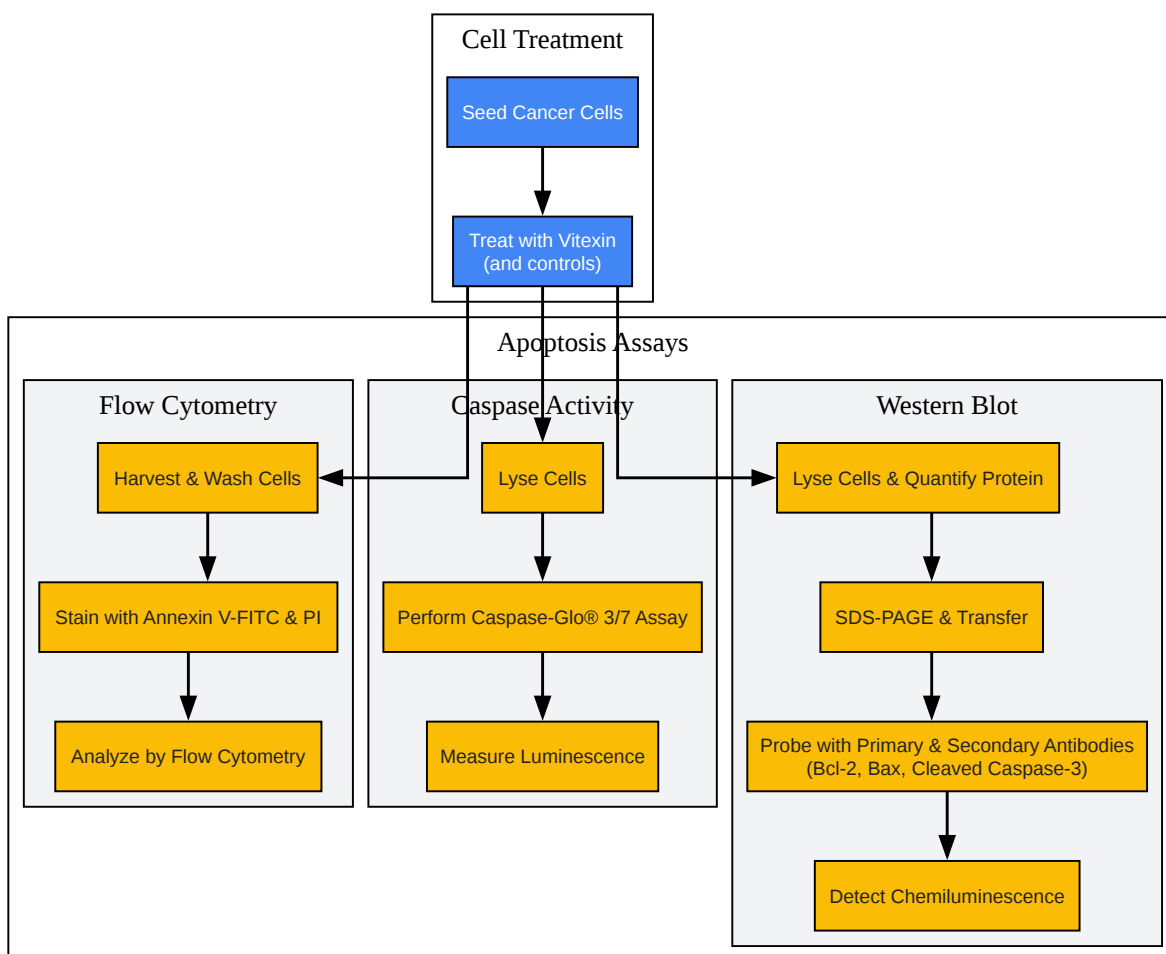 Cell Treatment
Seed Cancer Cells
Treat with Vitexin
(and controls)
Apoptosis Assays
Flow Cytometry
Harvest & Wash Cells
Stain with Annexin V-FITC & PI
Analyze by Flow Cytometry
Caspase Activity
Lyse Cells
Perform Caspase-Glo® 3/7 Assay
Measure Luminescence
Western Blot
Lyse Cells & Quantify Protein
SDS-PAGE & Transfer
Probe with Primary & Secondary Antibodies
(Bcl-2, Bax, Cleaved Caspase-3)
Detect Chemiluminescence